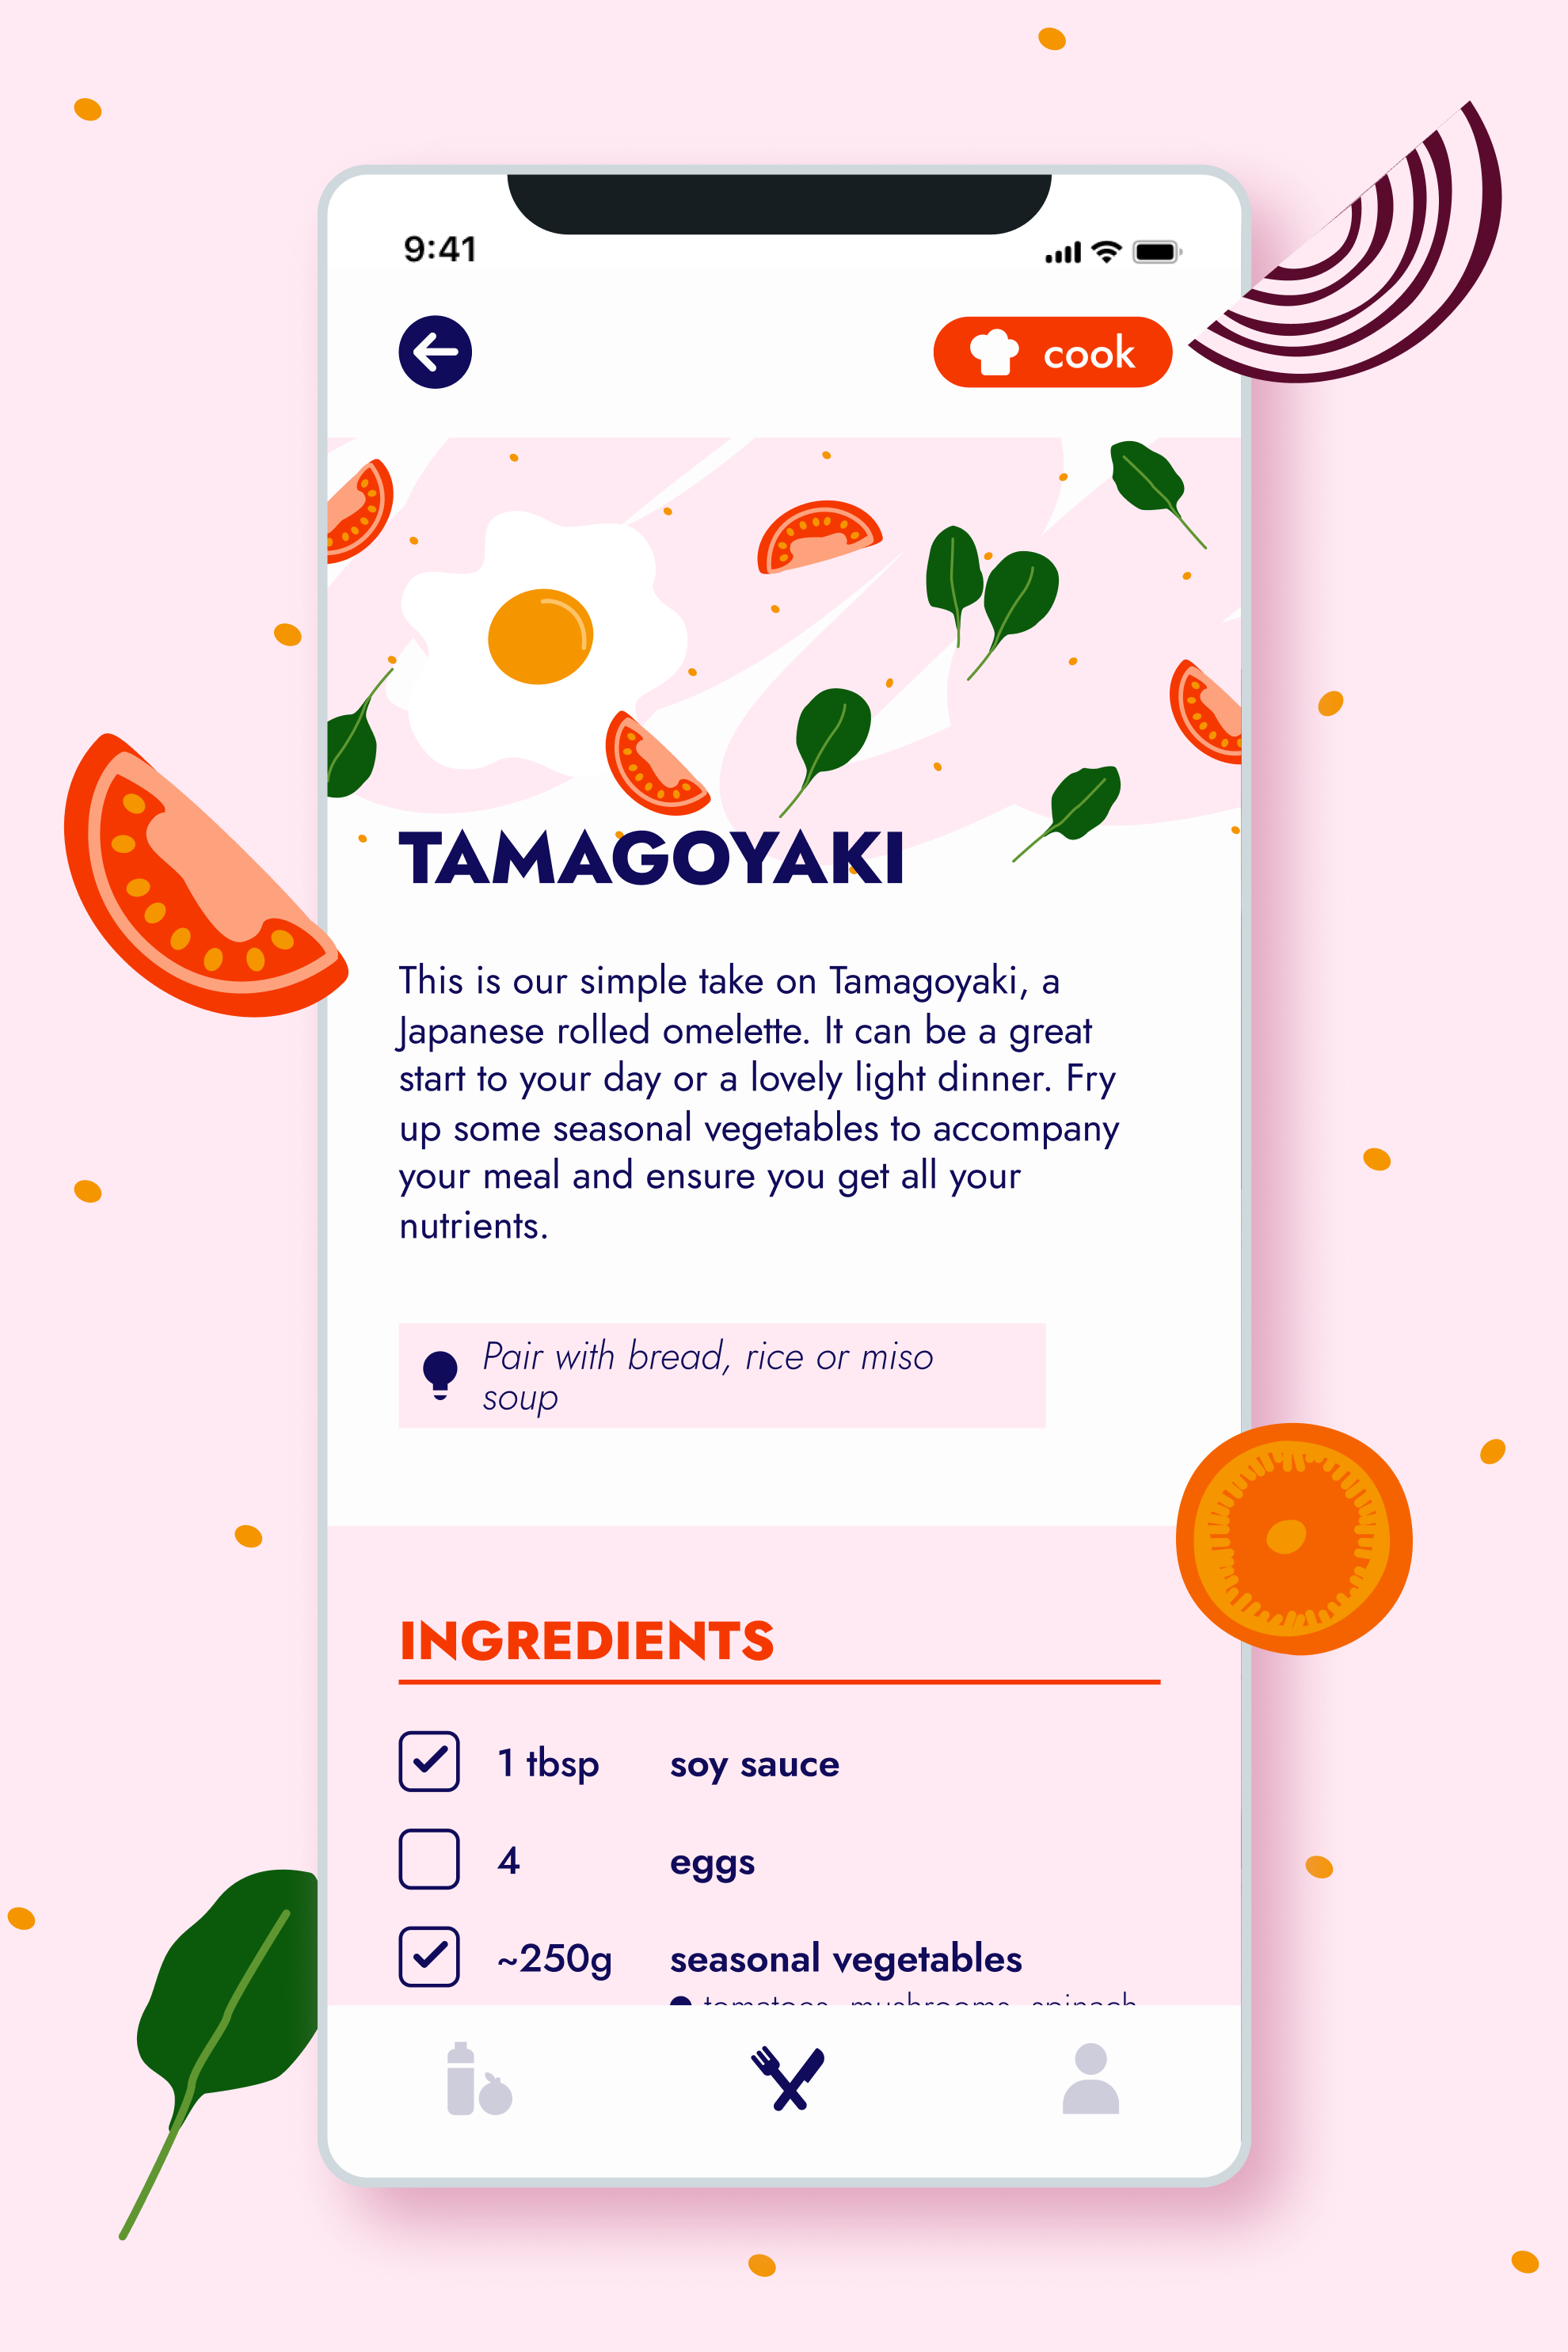 9:41
cook
TAMAGOYAKI
This is our simple take on Tamagoyaki, a
Japanese rolled omelette. It can be a great
start to your day or a lovely light dinner. Fry
up some seasonal vegetables to accompany
your meal and ensure you get all your
nutrients.
Pair with bread, rice or miso
soup
INGREDIENTS
1 tbsp soy sauce
4 eggs
~250g seasonal vegetables
tomatoes, mushrooms, spinach